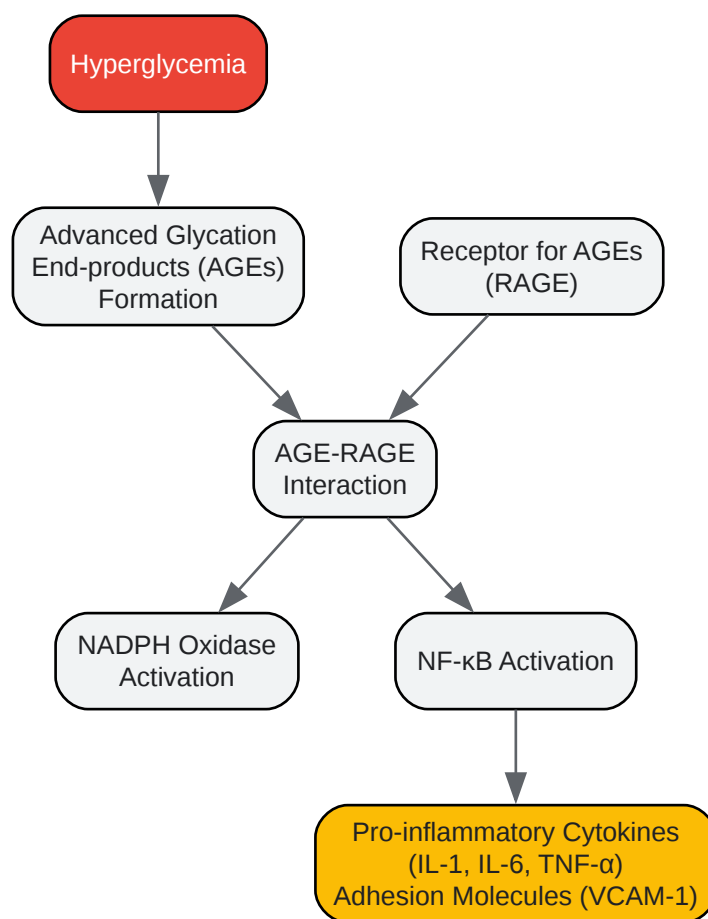 Hyperglycemia
Advanced Glycation
End-products (AGEs)
Formation
Receptor for AGEs
(RAGE)
AGE-RAGE
Interaction
NADPH Oxidase
Activation
NF-κB Activation
Pro-inflammatory Cytokines
(IL-1, IL-6, TNF-α)
Adhesion Molecules (VCAM-1)